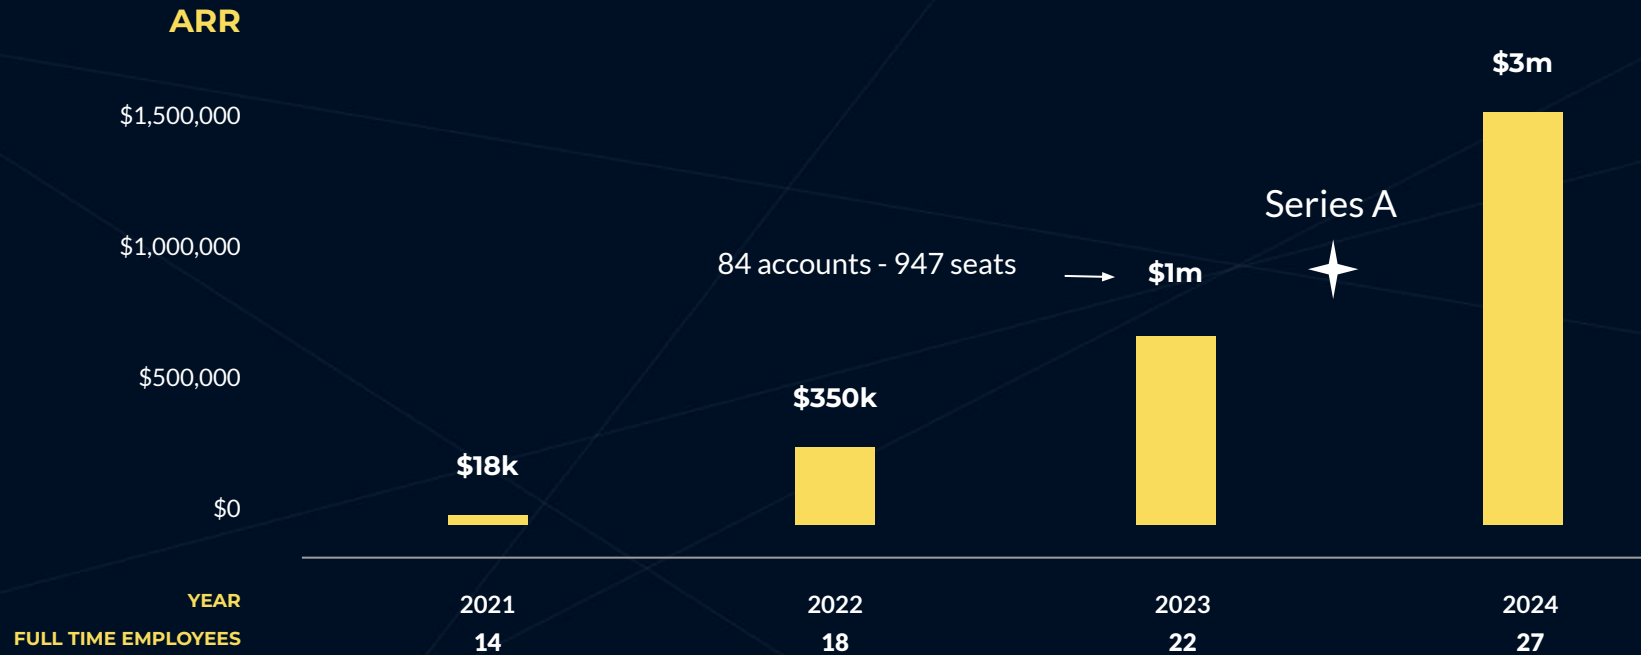 ARR
$3m
$1,500,000
Series A
$1,000,000
84 accounts - 947 seats
$1m
$500,000
$350k
$18k
$0
YEAR 2021 2022 2023 2024
FULL TIME EMPLOYEES 14 18 22 27